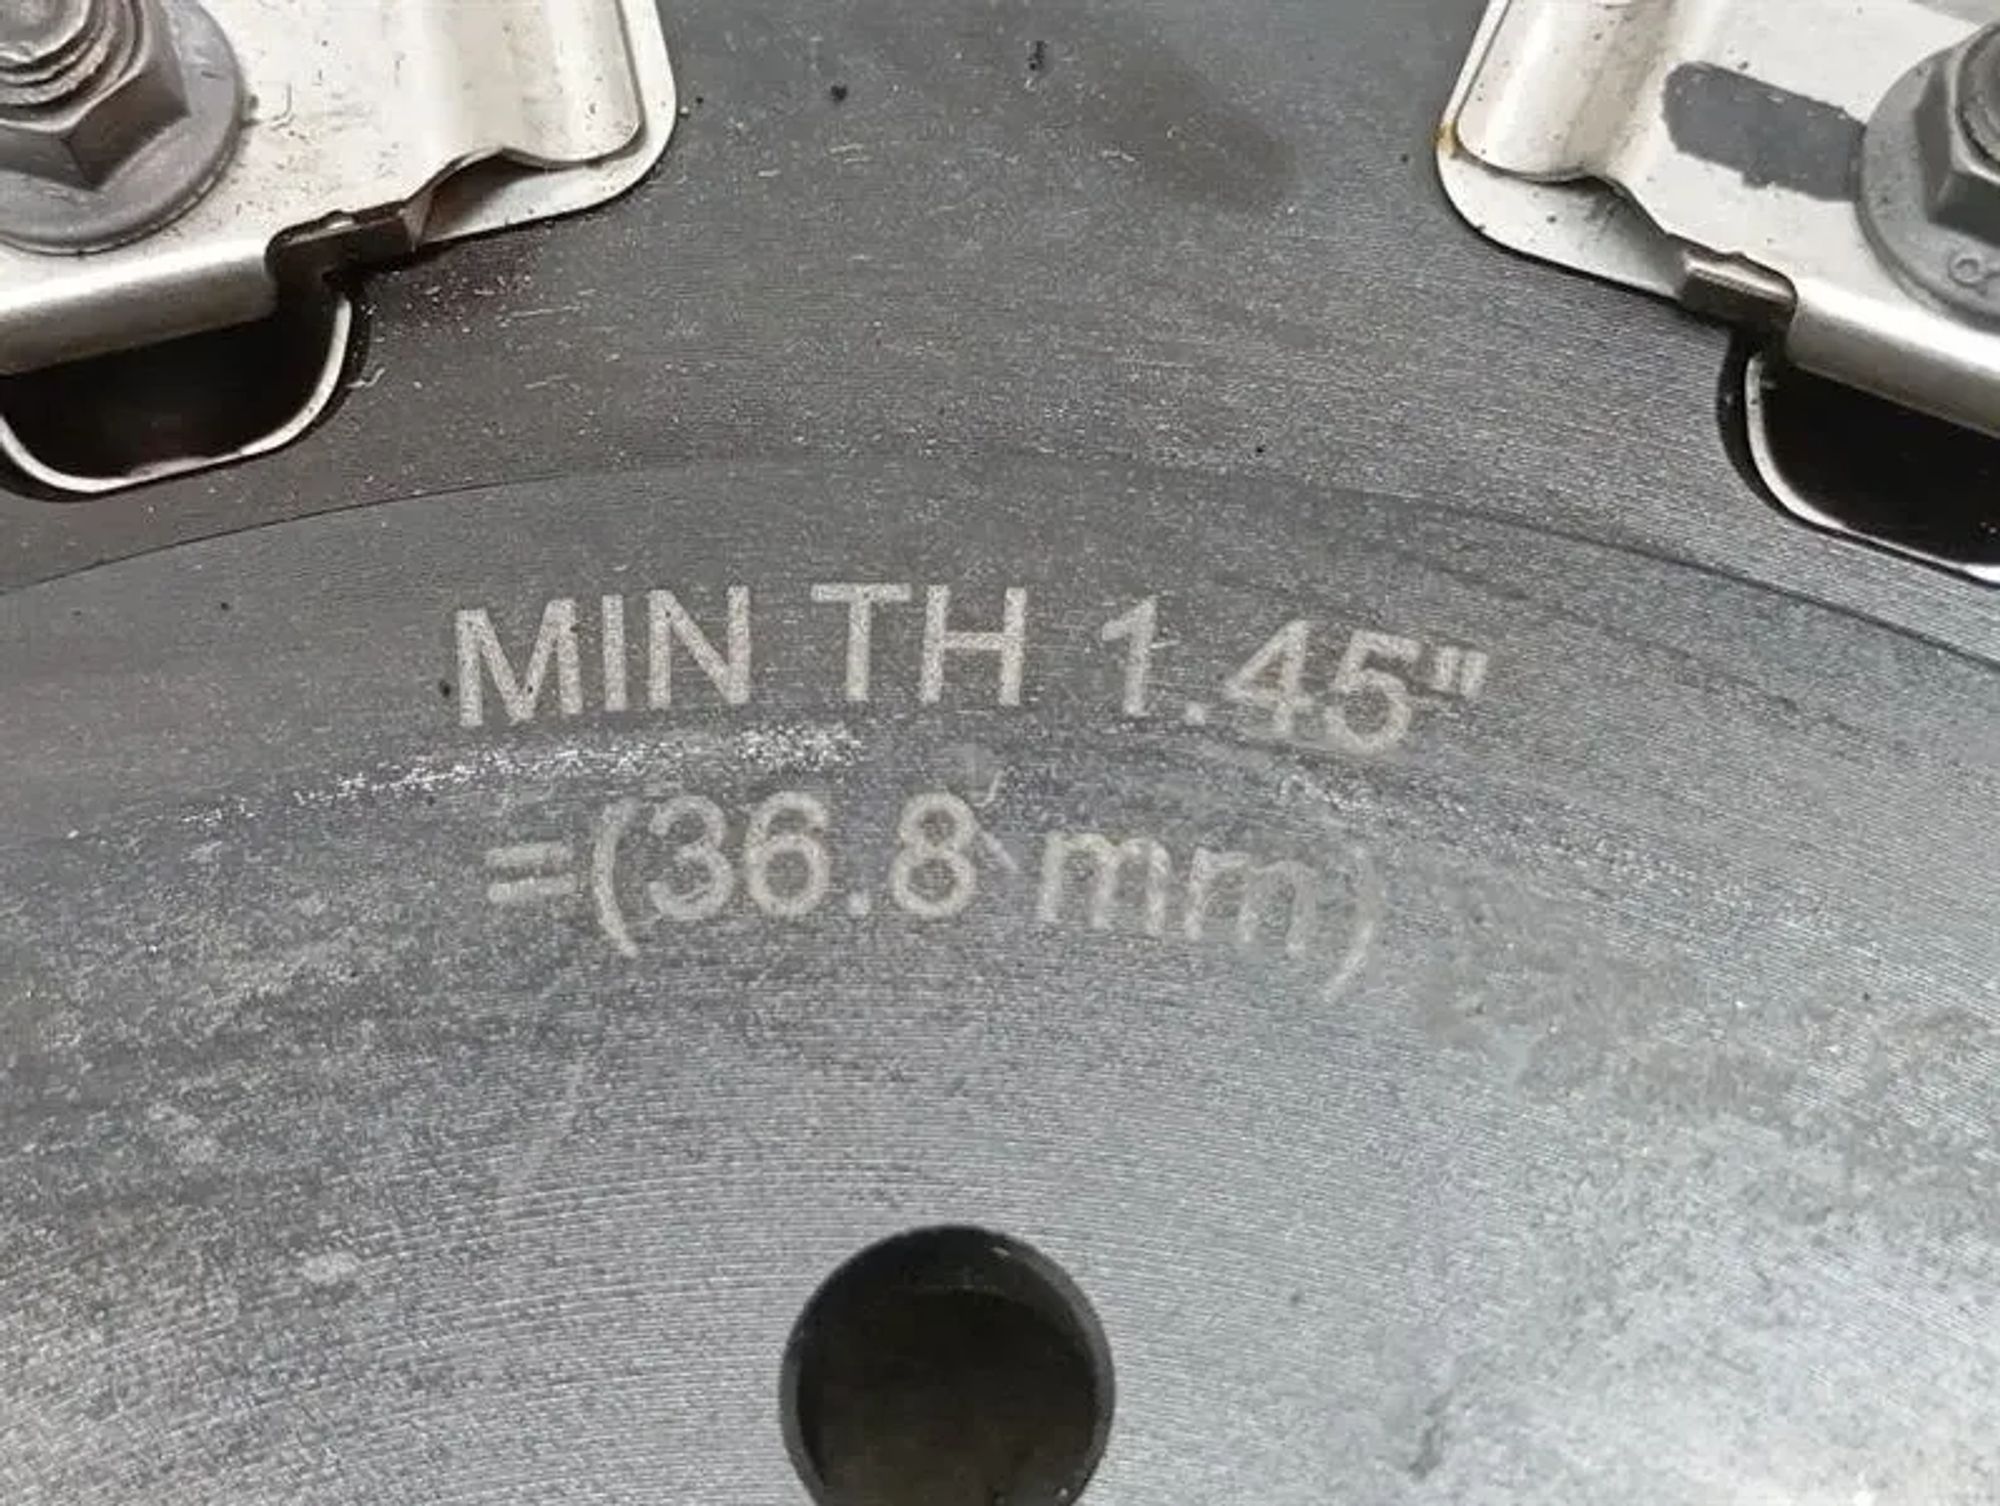 MIN TH 1.45"
=(36.8 mm)